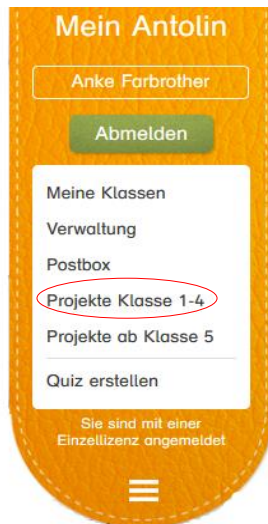 Mein Antolin
Anke Farbrother
Abmelden
Meine Klassen
Verwaltung
Postbox
Projekte Klasse 1-4
Projekte ab Klasse 5
Quiz erstellen
Sie sind mit einer
Einzellizenz angemeldet